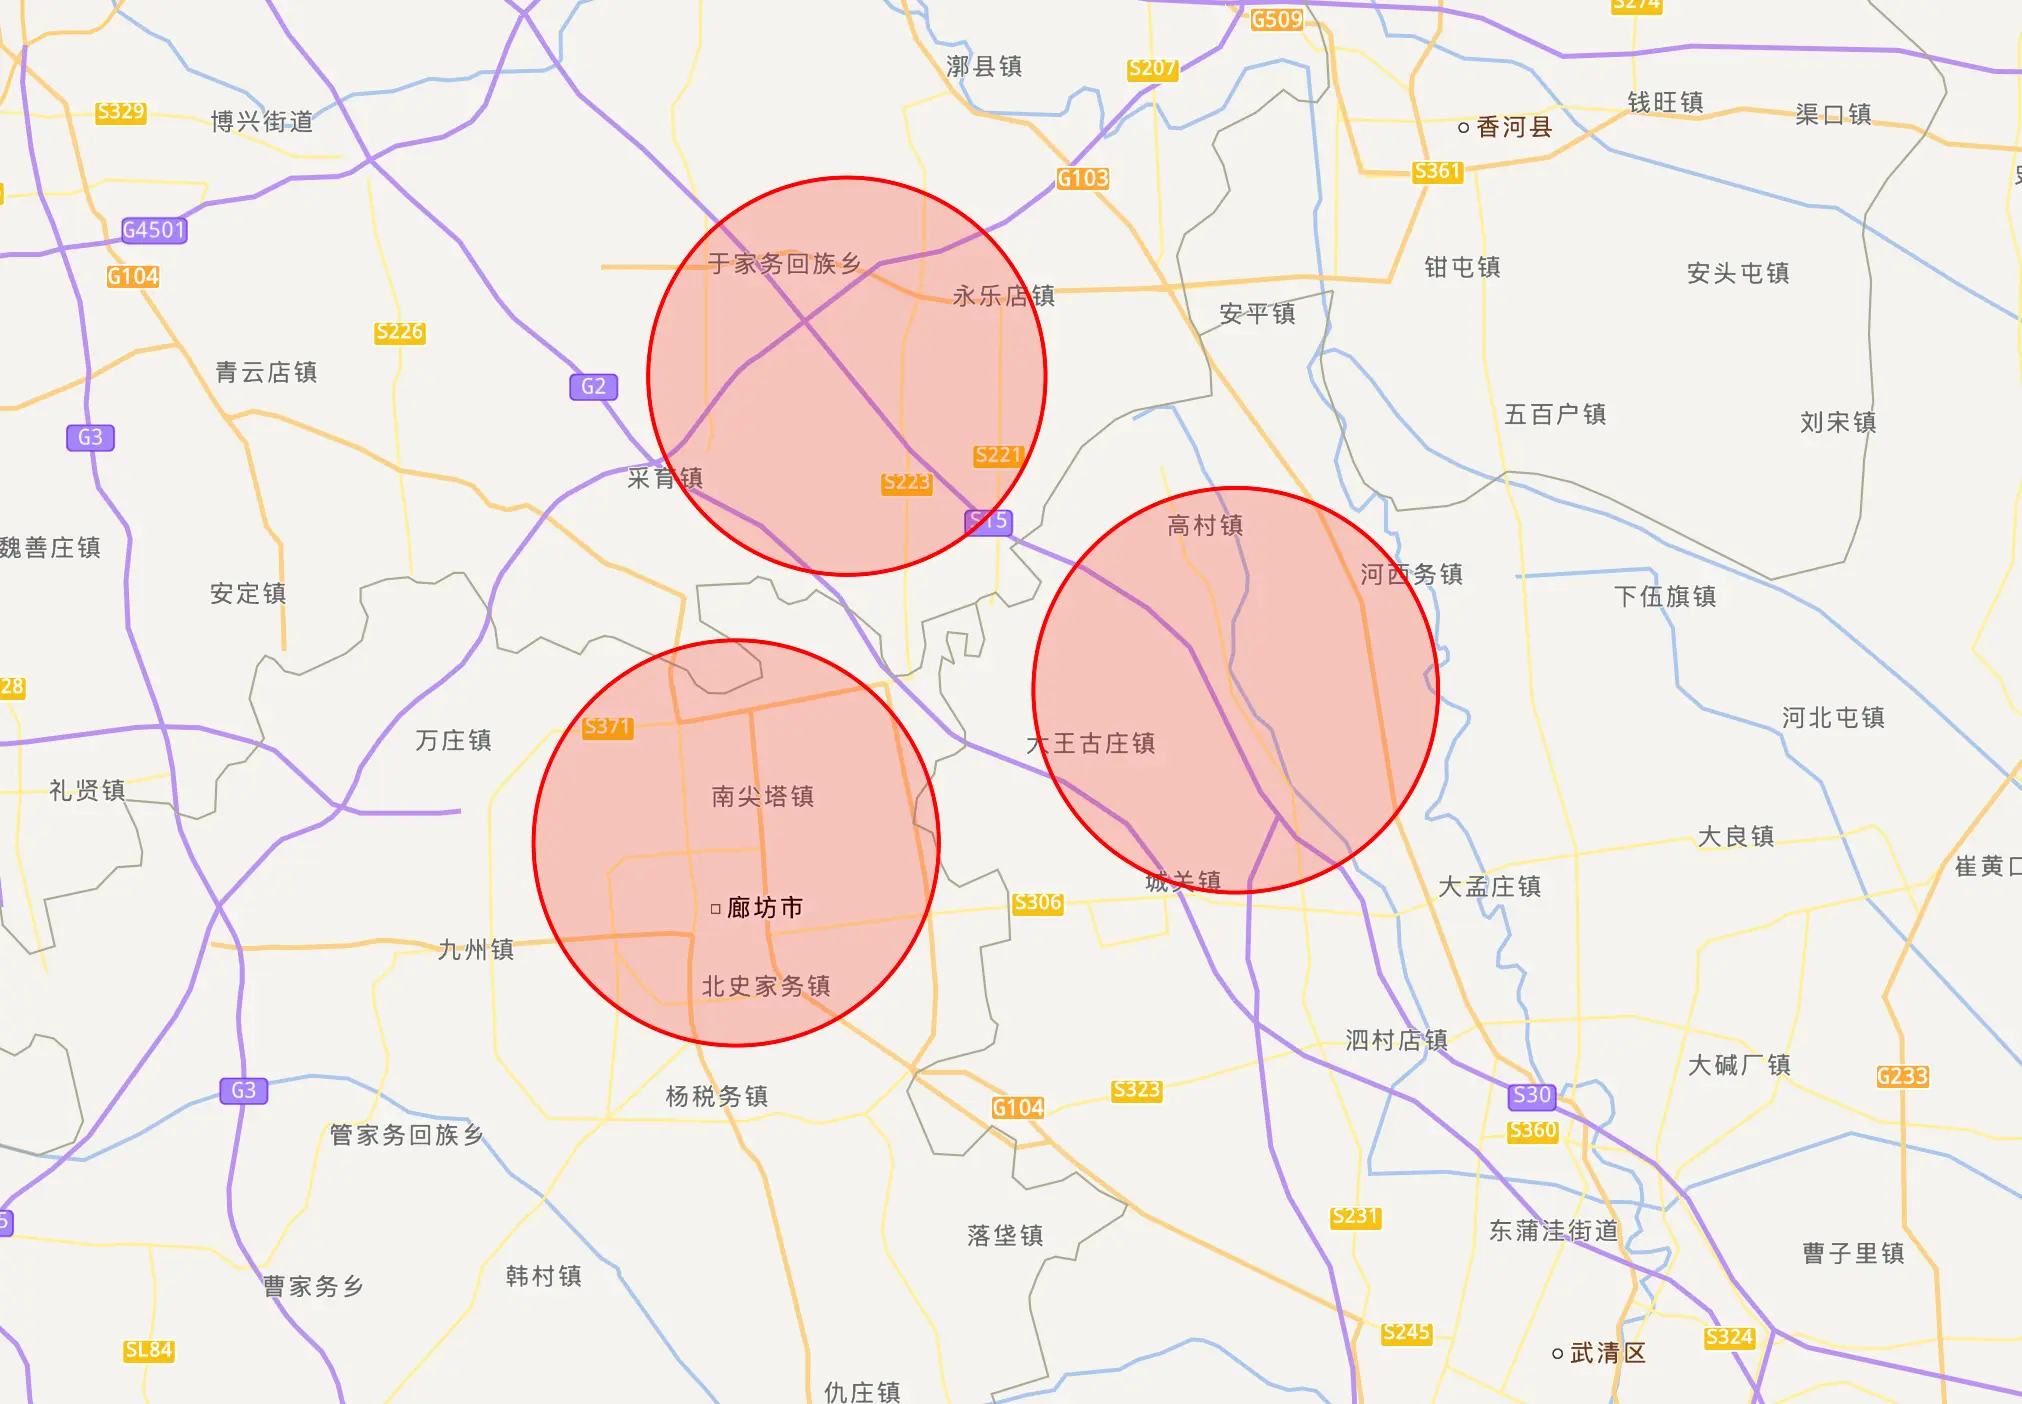 S274
G509
漷县镇
S207
钱旺镇
S329
博兴街道
渠口镇
香河县
S361
G103
G4501
于家务回族乡
钳屯镇
安头屯镇
G104
永乐店镇
安平镇
S226
青云店镇
G2
五百户镇
刘宋镇
G3
S221
采育镇
S223
S15
高村镇
魏善庄镇
河西务镇
安定镇
下伍旗镇
28
河北屯镇
S371
万庄镇
大王古庄镇
礼贤镇
南尖塔镇
大良镇
崔黄口
城关镇
大孟庄镇
S306
廊坊市
九州镇
北史家务镇
泗村店镇
大碱厂镇
G233
G3
S323
杨税务镇
S30
G104
管家务回族乡
S360
S231
5
东蒲洼街道
落垡镇
曹子里镇
韩村镇
曹家务乡
S245
S324
SL84
武清区
仇庄镇